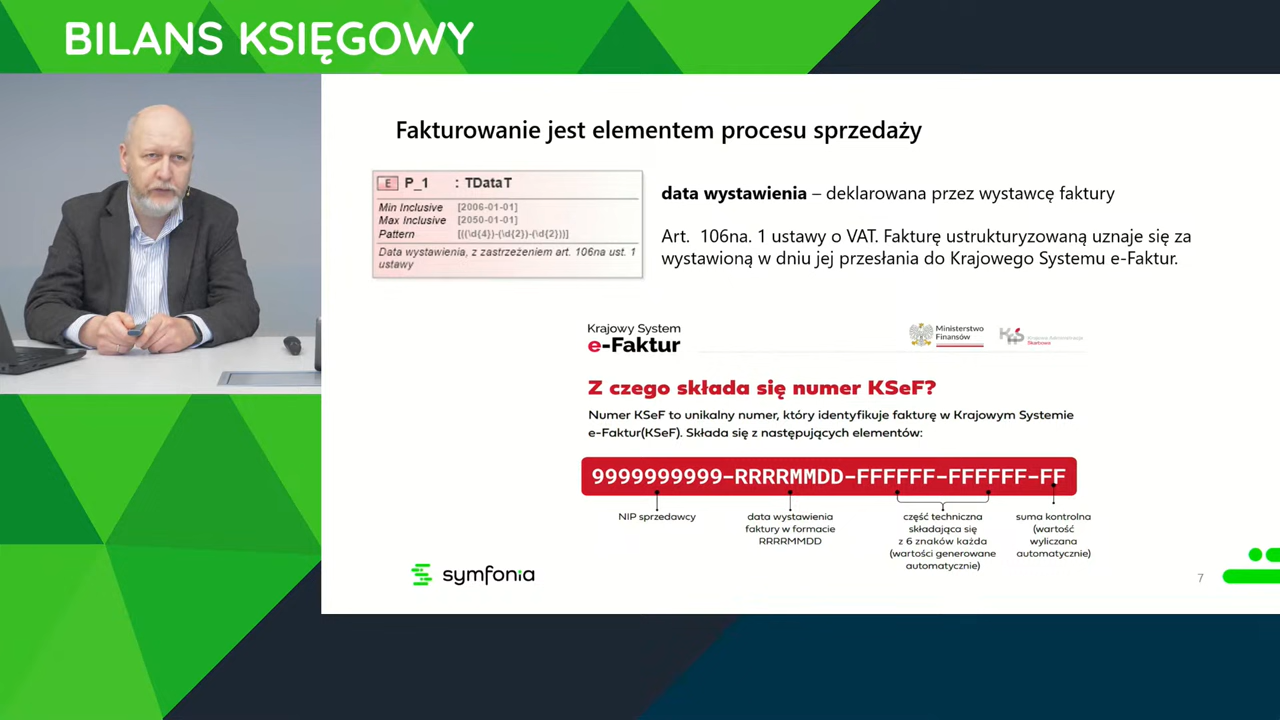 BILANS KSIĘGOWY
Fakturowanie jest elementem procesu sprzedaży
E P_1 : TDataT
Min Inclusive [2006-01-01]
Max Inclusive [2050-01-01]
Pattern [((\d{4})-(\d{2})-(\d{2}))]
Data wystawienia, z zastrzeżeniem art. 106na ust. 1
ustawy
data wystawienia – deklarowana przez wystawcę faktury
Art. 106na. 1 ustawy o VAT. Fakturę ustrukturyzowaną uznaje się za
wystawioną w dniu jej przesłania do Krajowego Systemu e-Faktur.
Krajowy System
e-Faktur
Ministerstwo
Finansów
KAS
Krajowa Administracja
Skarbowa
Z czego składa się numer KSeF?
Numer KSeF to unikalny numer, który identyfikuje fakturę w Krajowym Systemie
e-Faktur(KSeF). Składa się z następujących elementów:
9999999999-RRRRMMDD-FFFFFF-FFFFFF-FF
NIP sprzedawcy
data wystawienia
faktury w formacie
RRRRMMDD
część techniczna
składająca się
z 6 znaków każda
(wartości generowane
automatycznie)
suma kontrolna
(wartość
wyliczana
automatycznie)
symfonia
7